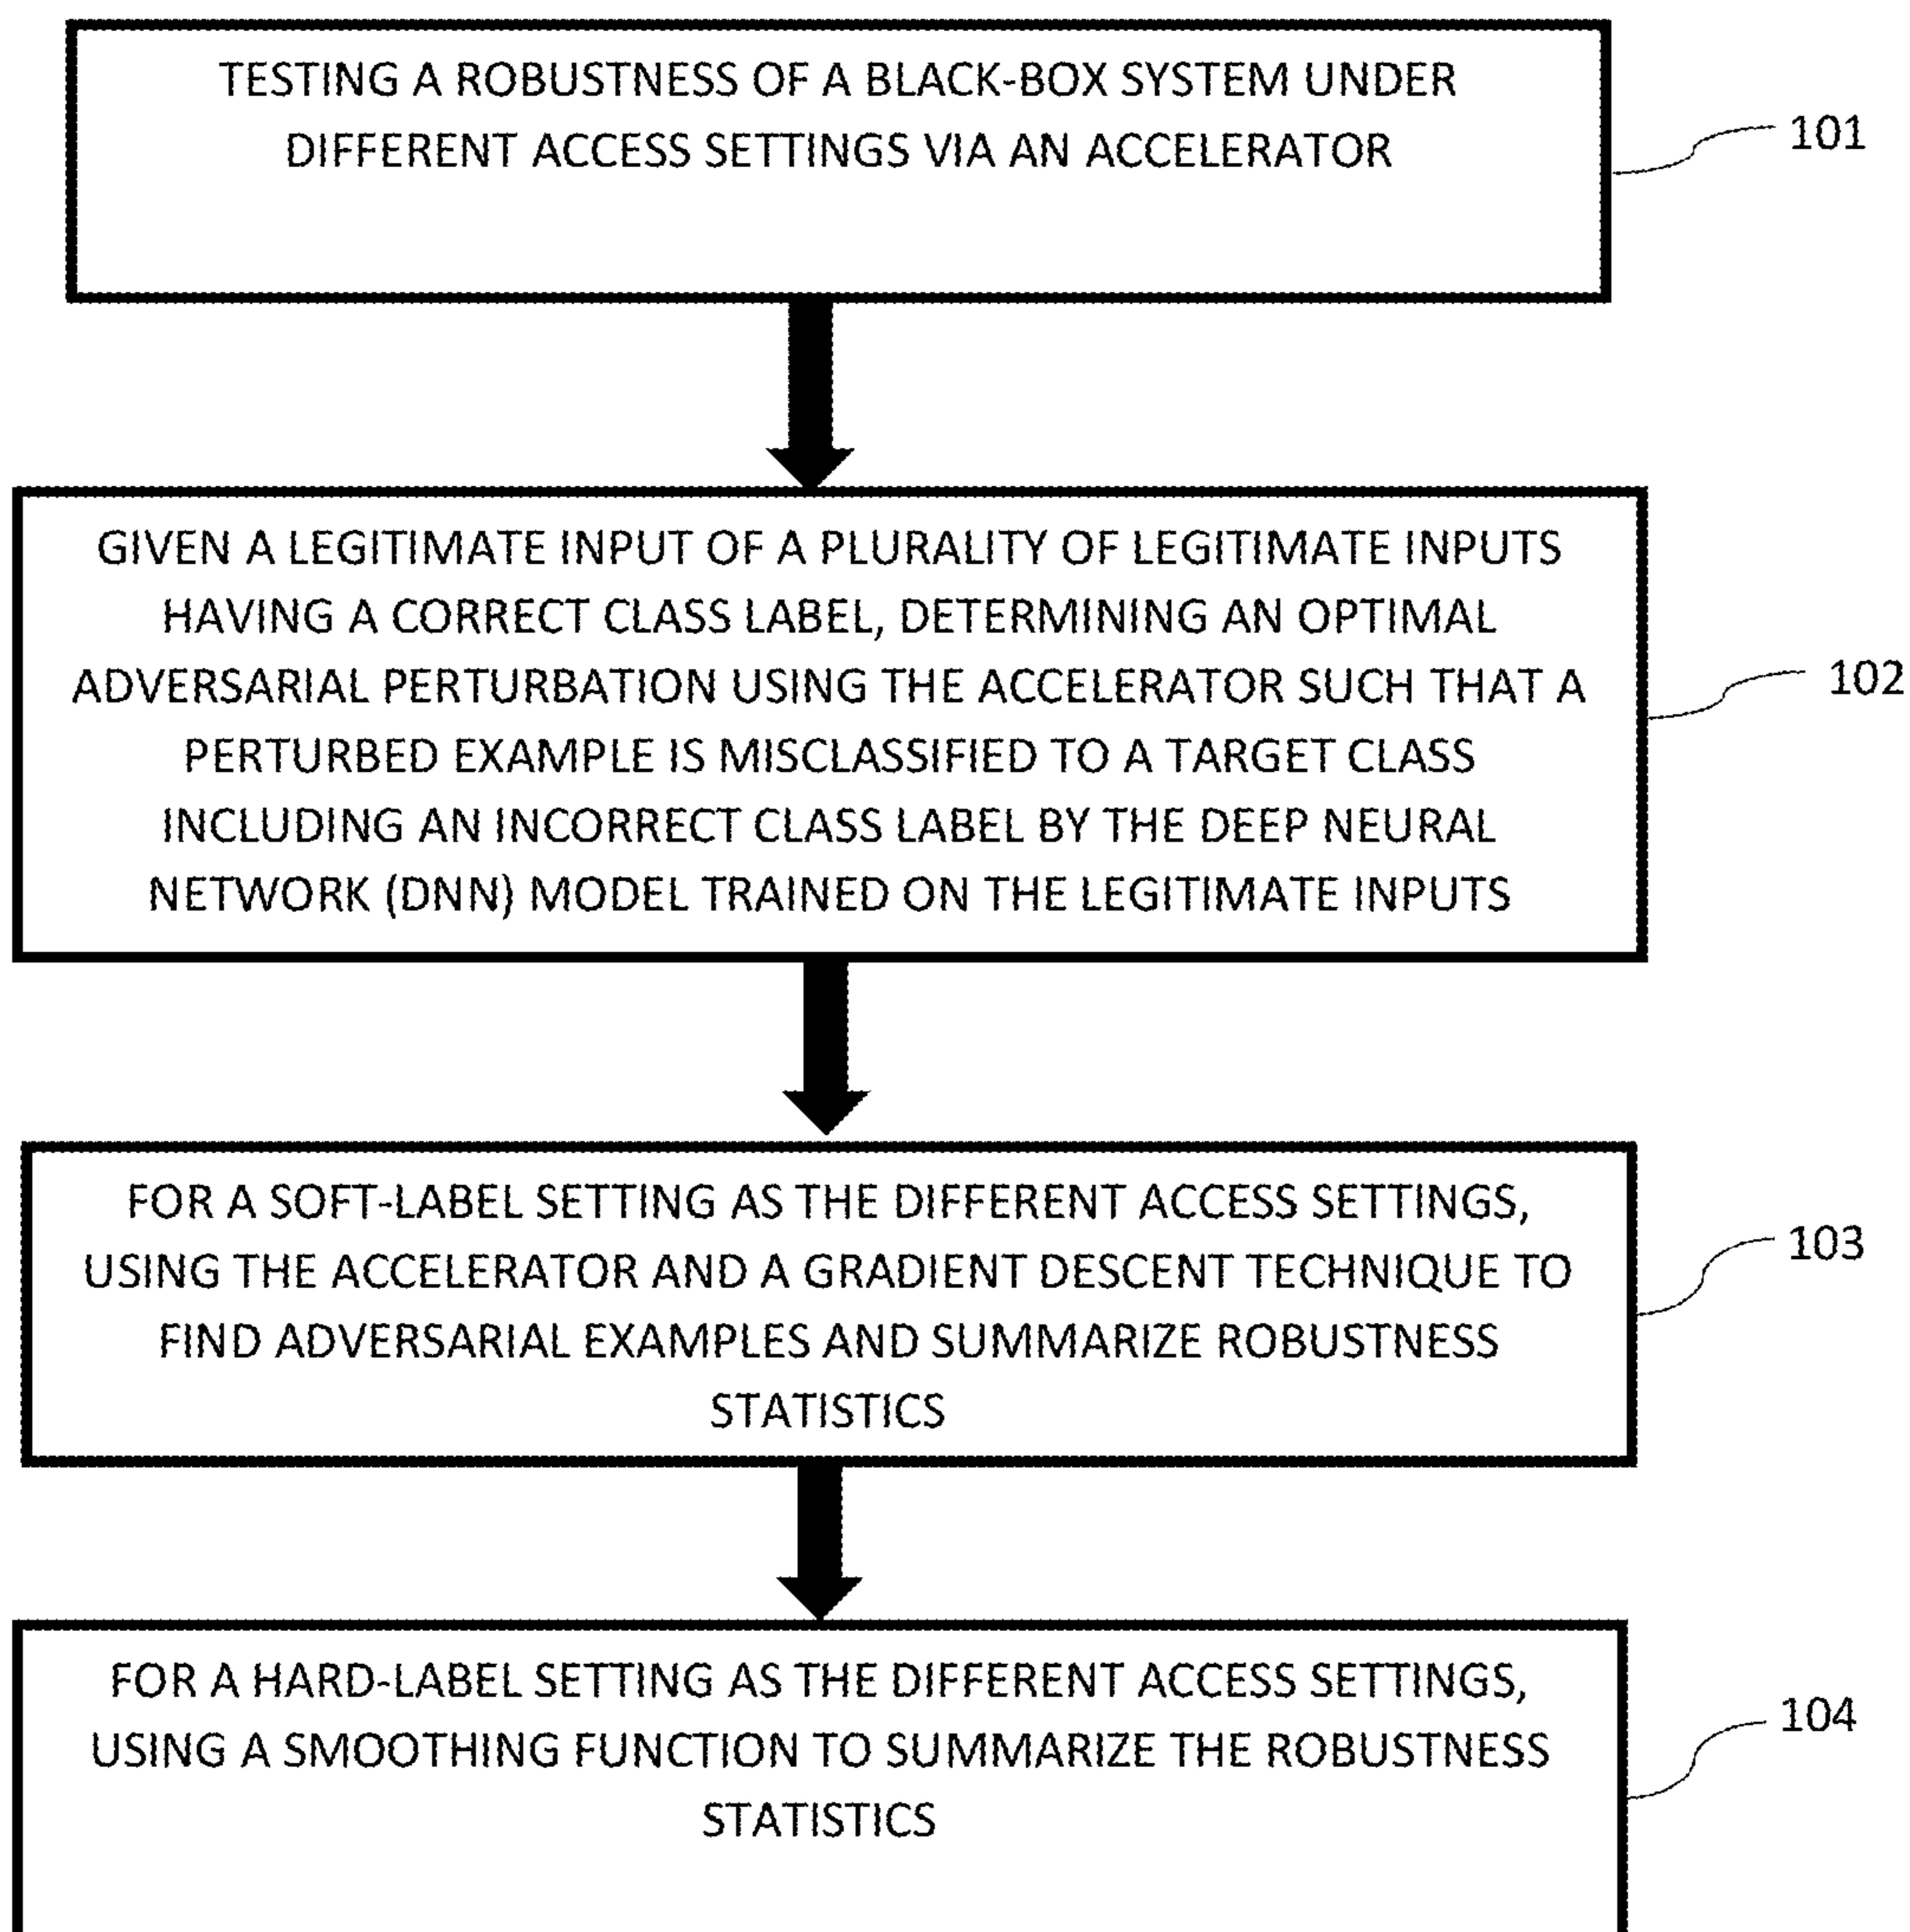 TESTING A ROBUSTNESS OF A BLACK-BOX SYSTEM UNDER
DIFFERENT ACCESS SETTINGS VIA AN ACCELERATOR
101
GIVEN A LEGITIMATE INPUT OF A PLURALITY OF LEGITIMATE INPUTS
HAVING A CORRECT CLASS LABEL, DETERMINING AN OPTIMAL
ADVERSARIAL PERTURBATION USING THE ACCELERATOR SUCH THAT A
PERTURBED EXAMPLE IS MISCLASSIFIED TO A TARGET CLASS
INCLUDING AN INCORRECT CLASS LABEL BY THE DEEP NEURAL
NETWORK (DNN) MODEL TRAINED ON THE LEGITIMATE INPUTS
102
FOR A SOFT-LABEL SETTING AS THE DIFFERENT ACCESS SETTINGS,
USING THE ACCELERATOR AND A GRADIENT DESCENT TECHNIQUE TO
FIND ADVERSARIAL EXAMPLES AND SUMMARIZE ROBUSTNESS
STATISTICS
103
FOR A HARD-LABEL SETTING AS THE DIFFERENT ACCESS SETTINGS,
USING A SMOOTHING FUNCTION TO SUMMARIZE THE ROBUSTNESS
STATISTICS
104